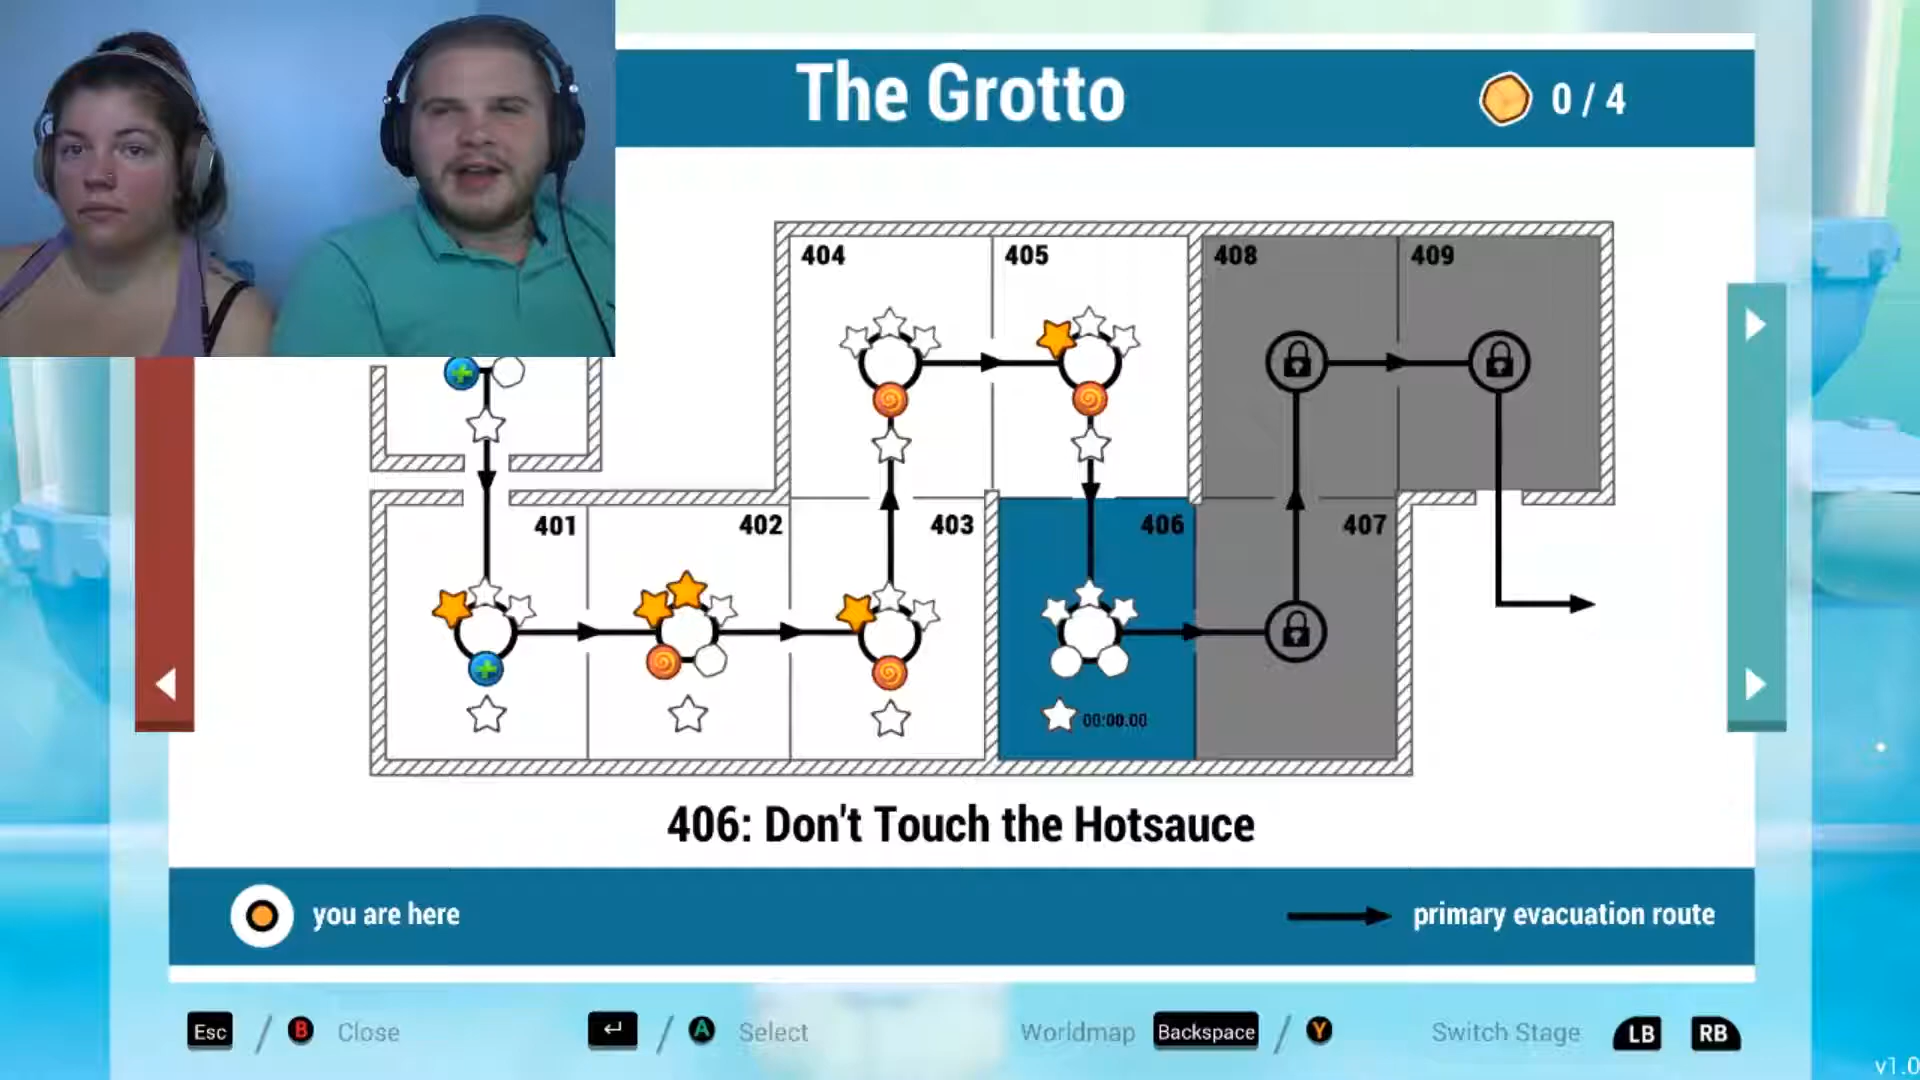 The Grotto
0 / 4
404
405
408
409
401
402
403
406
407
00:00.00
406: Don't Touch the Hotsauce
you are here
primary evacuation route
Esc / B Close
↵ / A Select
Worldmap Backspace / Y
Switch Stage LB RB
v1.0